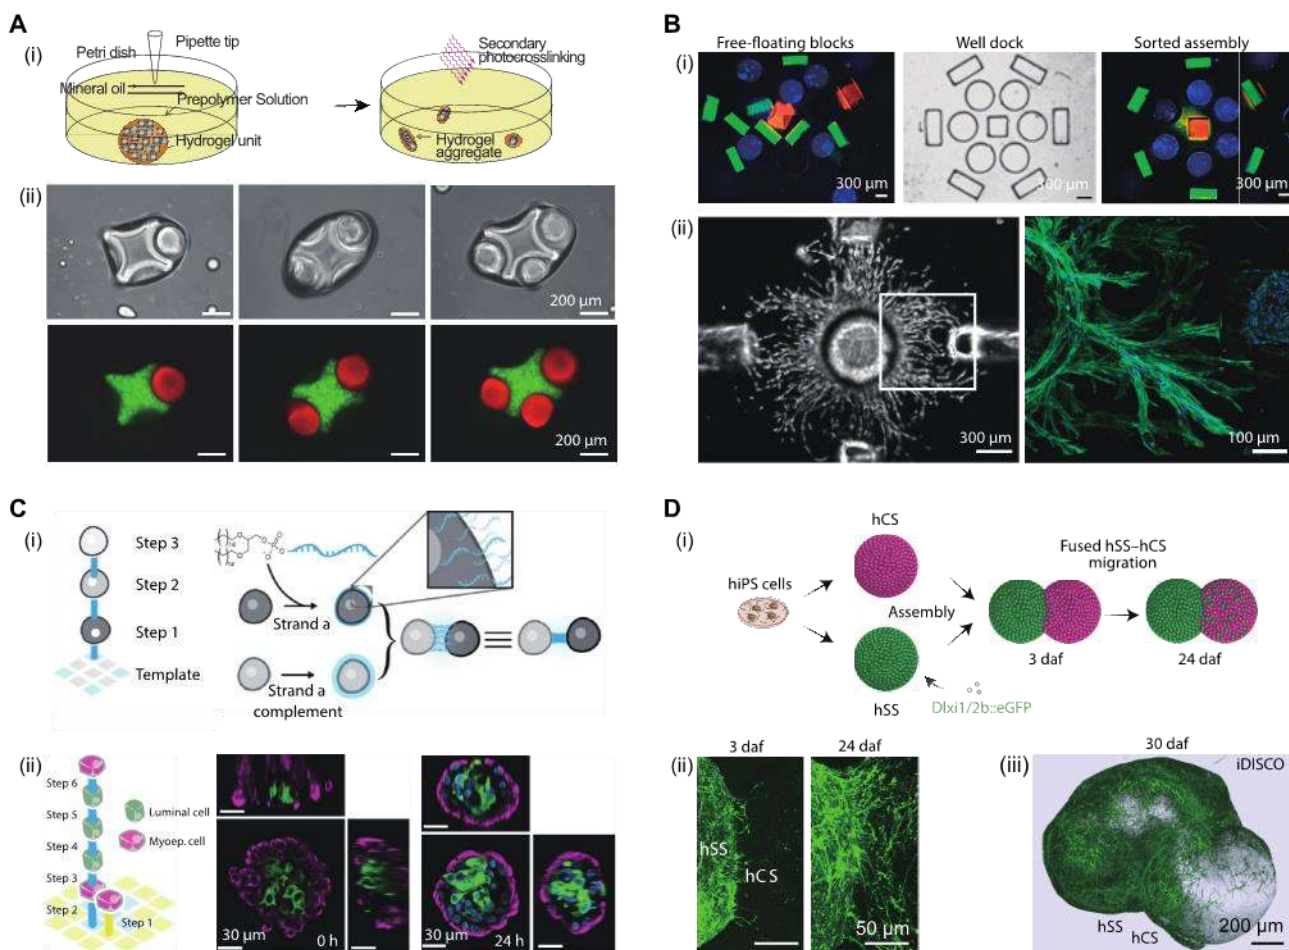 A
(i)
Petri dish
Pipette tip
Mineral oil
Prepolymer Solution
Hydrogel unit
Secondary
photocrosslinking
Hydrogel
aggregate
(ii)
200 µm
200 µm
B
Free-floating blocks
Well dock
Sorted assembly
(i)
300 µm
300 µm
300 µm
(ii)
300 µm
100 µm
C
(i)
Step 3
Step 2
Step 1
Template
Strand a
Strand a
complement
(ii)
Step 6
Step 5
Step 4
Step 3
Step 2
Step 1
Luminal cell
Myoep. cell
30 µm
0 h
30 µm
24 h
D
(i)
hiPS cells
hCS
Assembly
hSS
Dlxi1/2b::eGFP
Fused hSS–hCS
migration
3 daf
24 daf
(ii)
3 daf
24 daf
hSS
hCS
50 µm
(iii)
30 daf
iDISCO
hSS
hCS
200 µm